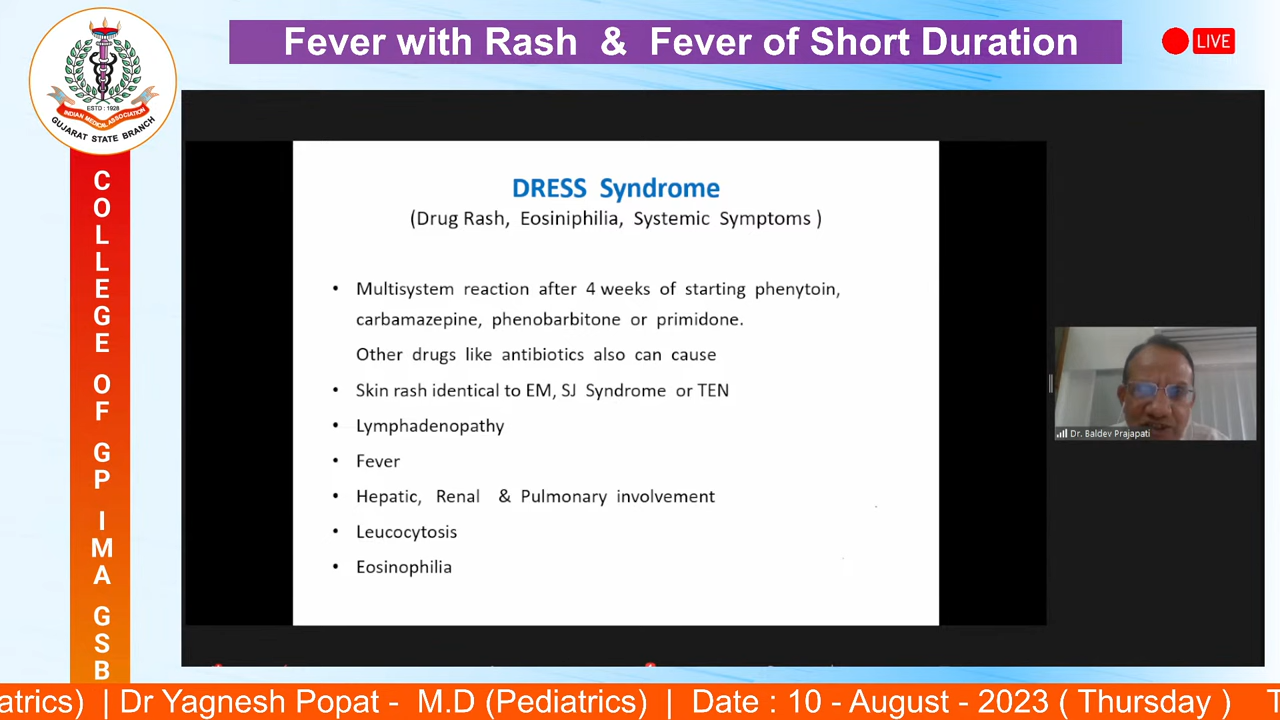 Fever with Rash & Fever of Short Duration
LIVE
ESTD : 1928
INDIAN MEDICAL ASSOCIATION
GUJARAT STATE BRANCH
COLLEGE OF GP IMA GSB
DRESS Syndrome
(Drug Rash, Eosiniphilia, Systemic Symptoms )
• Multisystem reaction after 4 weeks of starting phenytoin,
carbamazepine, phenobarbitone or primidone.
Other drugs like antibiotics also can cause
• Skin rash identical to EM, SJ Syndrome or TEN
• Lymphadenopathy
• Fever
• Hepatic, Renal & Pulmonary involvement
• Leucocytosis
• Eosinophilia
Dr. Baldev Prajapati
atrics) | Dr Yagnesh Popat - M.D (Pediatrics) | Date : 10 - August - 2023 ( Thursday ) T